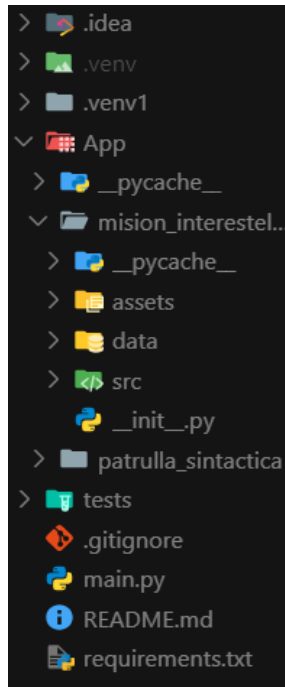 .idea
.venv
.venv1
App
__pycache__
mision_interestel...
__pycache__
assets
data
src
__init__.py
patrulla_sintactica
tests
.gitignore
main.py
README.md
requirements.txt